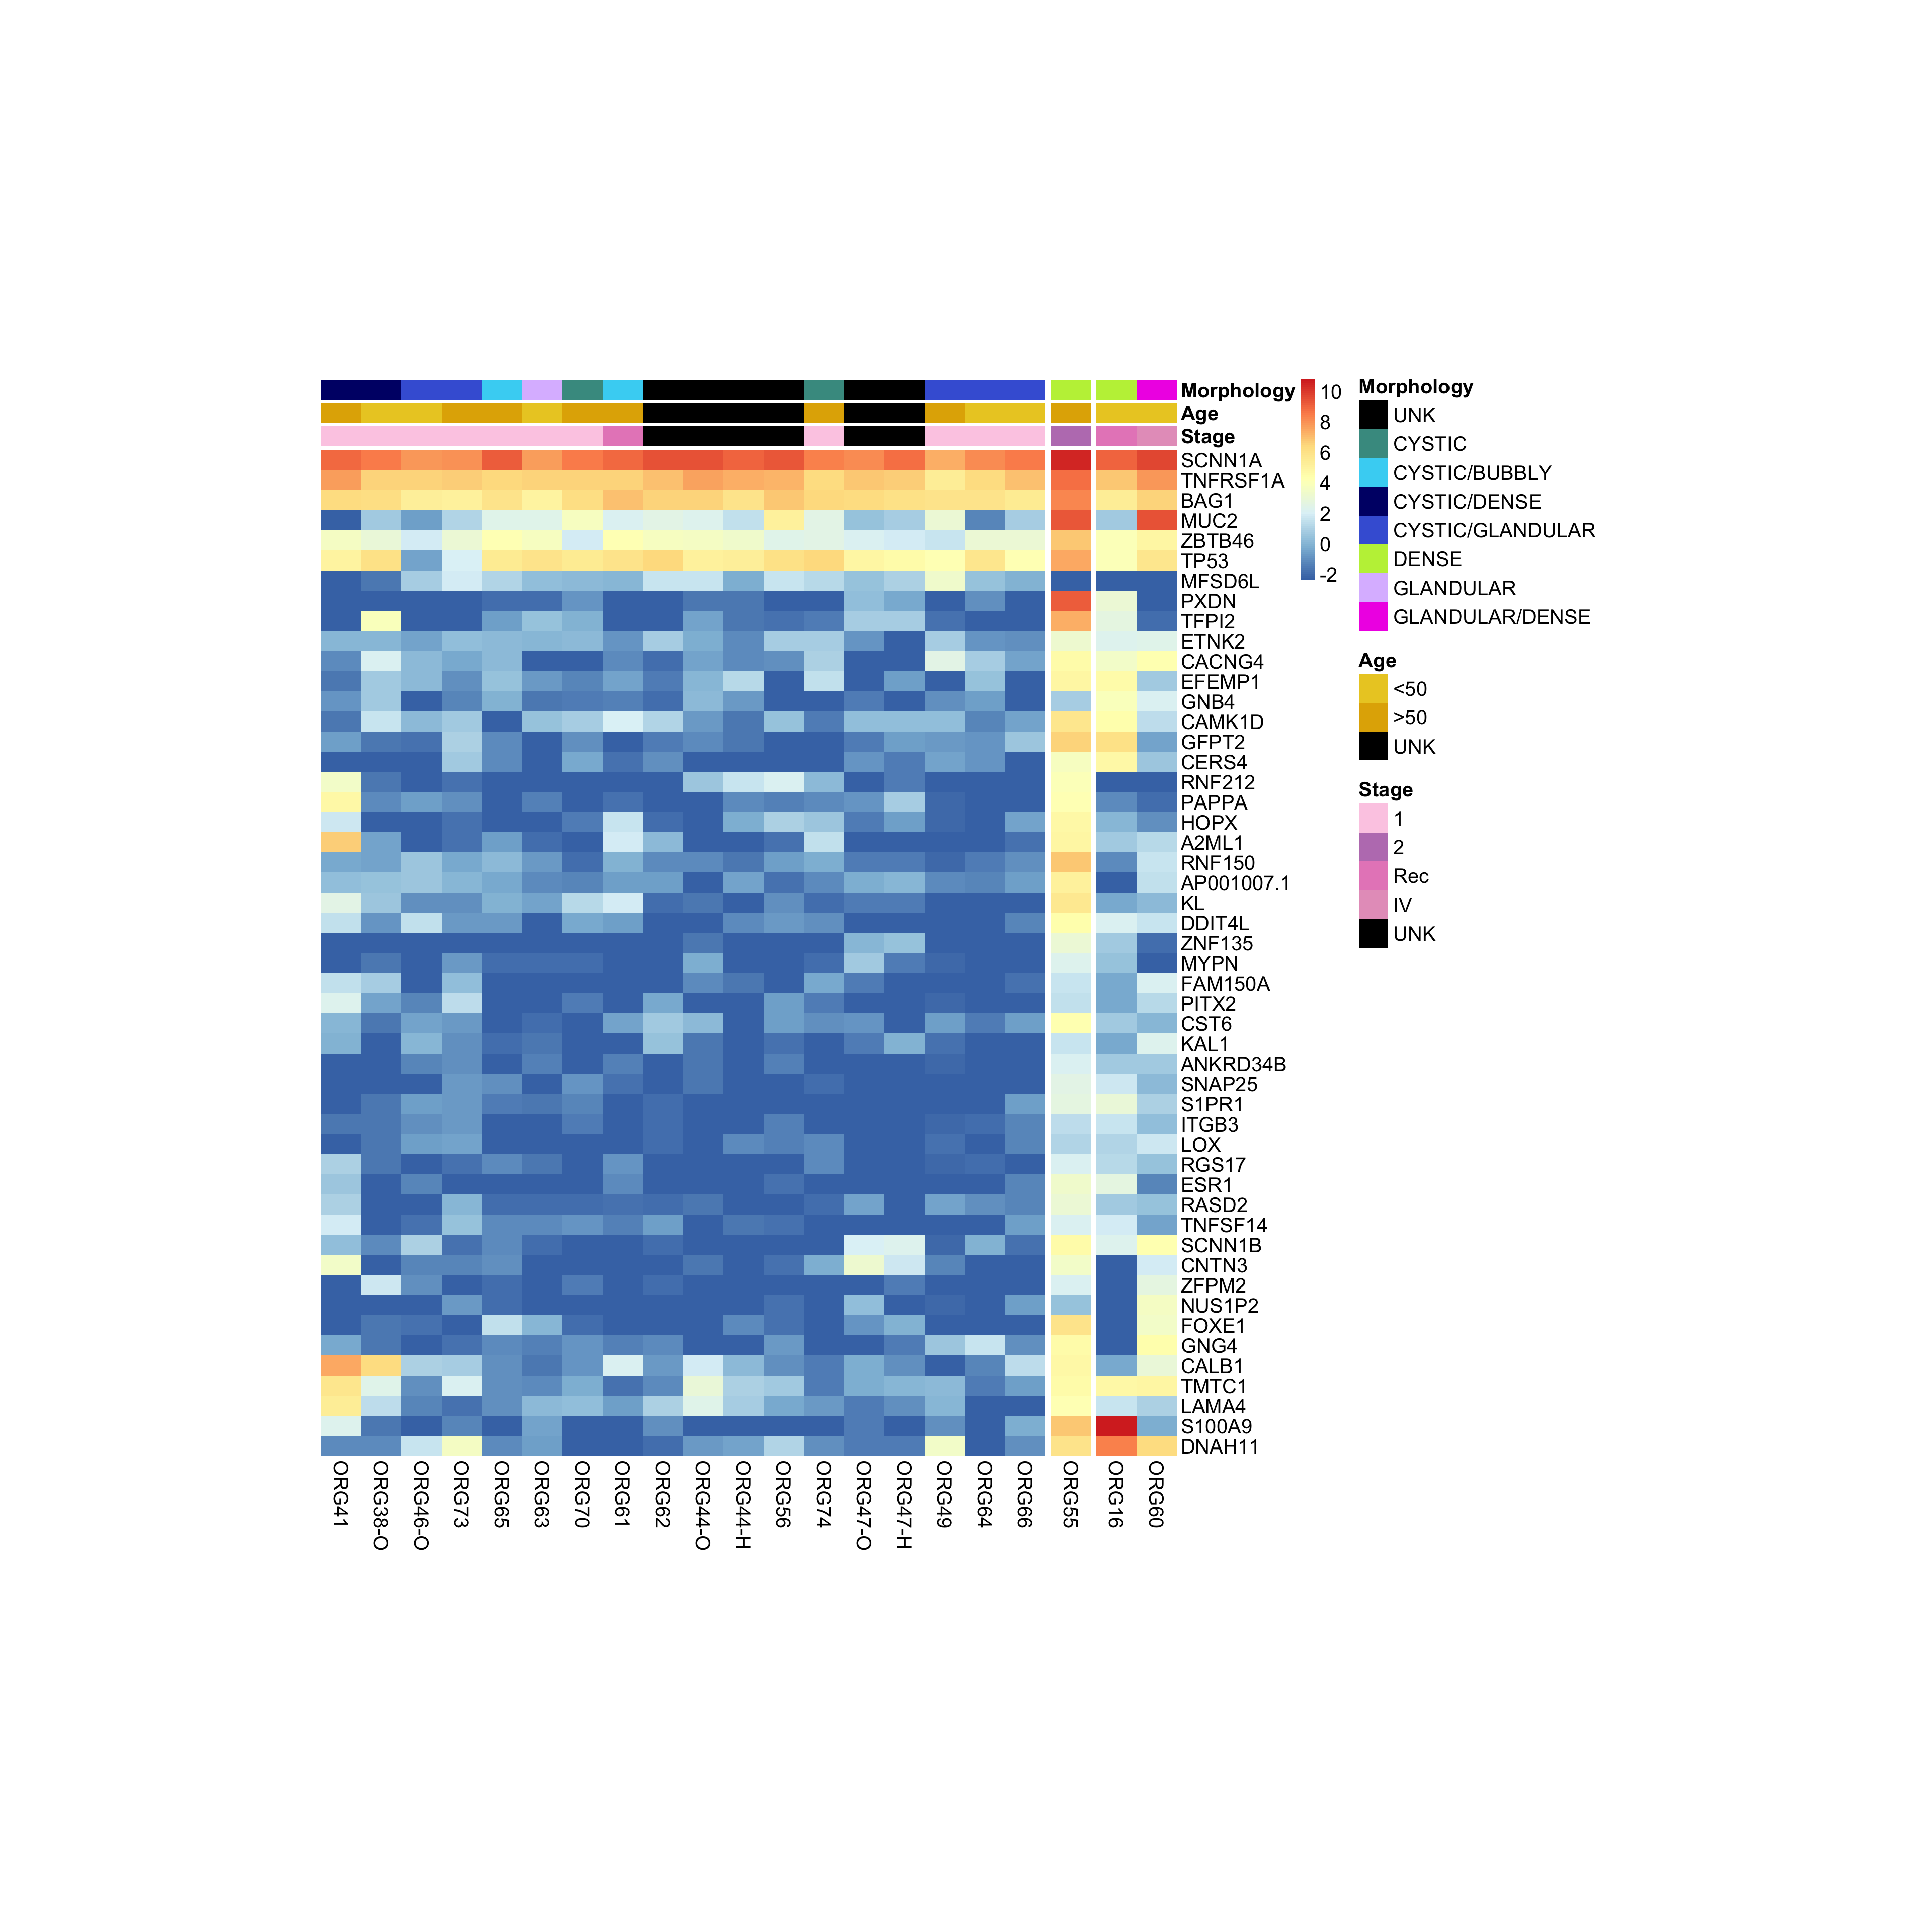 Morphology
Age
Stage
SCNN1A
TNFRSF1A
BAG1
MUC2
ZBTB46
TP53
MFSD6L
PXDN
TFPI2
ETNK2
CACNG4
EFEMP1
GNB4
CAMK1D
GFPT2
CERS4
RNF212
PAPPA
HOPX
A2ML1
RNF150
AP001007.1
KL
DDIT4L
ZNF135
MYPN
FAM150A
PITX2
CST6
KAL1
ANKRD34B
SNAP25
S1PR1
ITGB3
LOX
RGS17
ESR1
RASD2
TNFSF14
SCNN1B
CNTN3
ZFPM2
NUS1P2
FOXE1
GNG4
CALB1
TMTC1
LAMA4
S100A9
DNAH11
ORG41
ORG38-O
ORG46-O
ORG73
ORG65
ORG63
ORG70
ORG61
ORG62
ORG44-O
ORG44-H
ORG56
ORG74
ORG47-O
ORG47-H
ORG49
ORG64
ORG66
ORG55
ORG16
ORG60
10
8
6
4
2
0
-2
Morphology
UNK
CYSTIC
CYSTIC/BUBBLY
CYSTIC/DENSE
CYSTIC/GLANDULAR
DENSE
GLANDULAR
GLANDULAR/DENSE
Age
<50
>50
UNK
Stage
1
2
Rec
IV
UNK